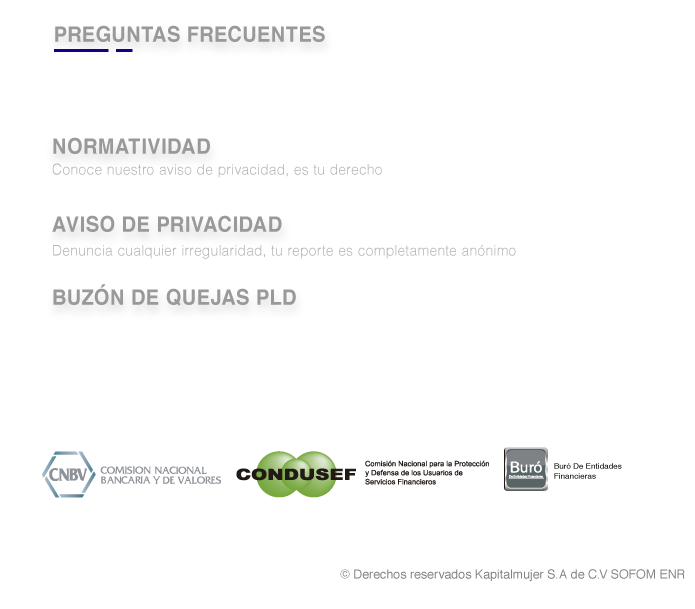 PREGUNTAS FRECUENTES
NORMATIVIDAD
Conoce nuestro aviso de privacidad, es tu derecho
AVISO DE PRIVACIDAD
Denuncia cualquier irregularidad, tu reporte es completamente anónimo
BUZÓN DE QUEJAS PLD
CNBV
COMISION NACIONAL
BANCARIA Y DE VALORES
CONDUSEF
Comisión Nacional para la Protección
y Defensa de los Usuarios de
Servicios Financieros
Buró
De Entidades Financieras
Buró De Entidades
Financieras
© Derechos reservados Kapitalmujer S.A de C.V SOFOM ENR